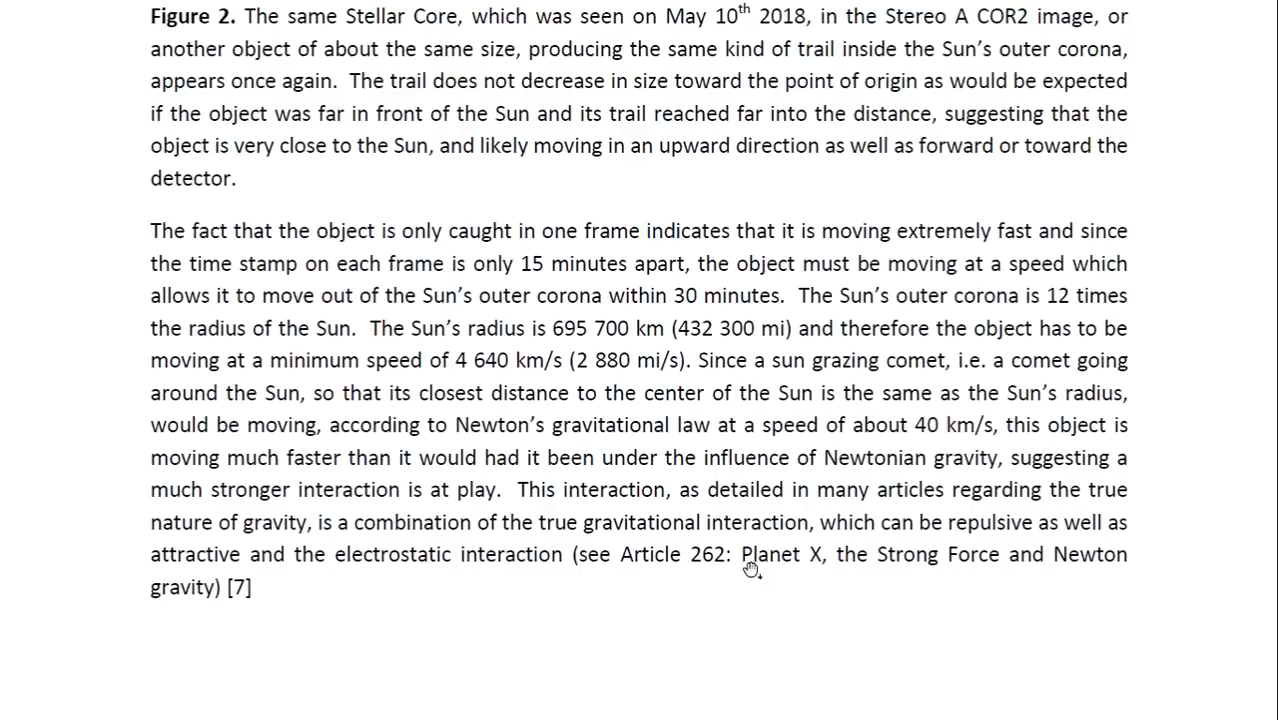 Figure 2. The same Stellar Core, which was seen on May 10th 2018, in the Stereo A COR2 image, or
another object of about the same size, producing the same kind of trail inside the Sun's outer corona,
appears once again.  The trail does not decrease in size toward the point of origin as would be expected
if the object was far in front of the Sun and its trail reached far into the distance, suggesting that the
object is very close to the Sun, and likely moving in an upward direction as well as forward or toward the
detector.
The fact that the object is only caught in one frame indicates that it is moving extremely fast and since
the time stamp on each frame is only 15 minutes apart, the object must be moving at a speed which
allows it to move out of the Sun's outer corona within 30 minutes.  The Sun's outer corona is 12 times
the radius of the Sun.  The Sun's radius is 695 700 km (432 300 mi) and therefore the object has to be
moving at a minimum speed of 4 640 km/s (2 880 mi/s). Since a sun grazing comet, i.e. a comet going
around the Sun, so that its closest distance to the center of the Sun is the same as the Sun's radius,
would be moving, according to Newton's gravitational law at a speed of about 40 km/s, this object is
moving much faster than it would had it been under the influence of Newtonian gravity, suggesting a
much stronger interaction is at play.  This interaction, as detailed in many articles regarding the true
nature of gravity, is a combination of the true gravitational interaction, which can be repulsive as well as
attractive and the electrostatic interaction (see Article 262: Planet X, the Strong Force and Newton
gravity) [7]